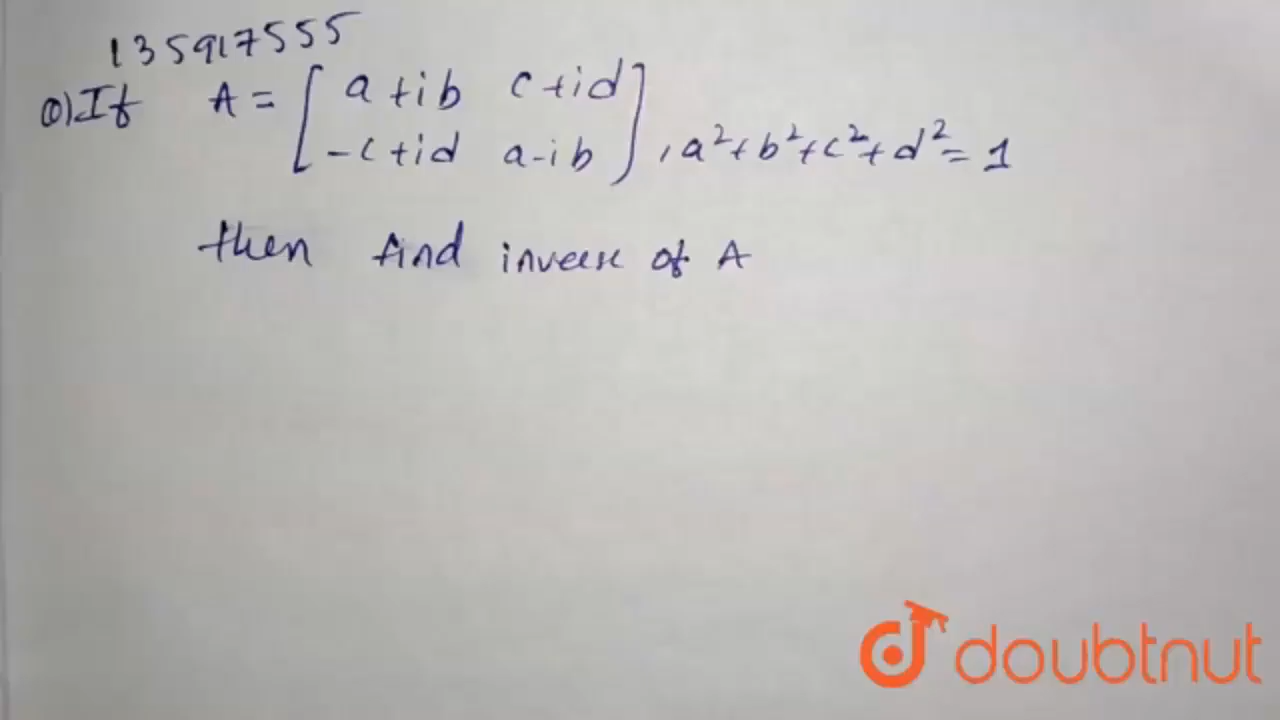 135917555
Q) If A = [ a+ib c+id
-c+id a-ib ] , a²+b²+c²+d² = 1
then find inverse of A
doubtnut